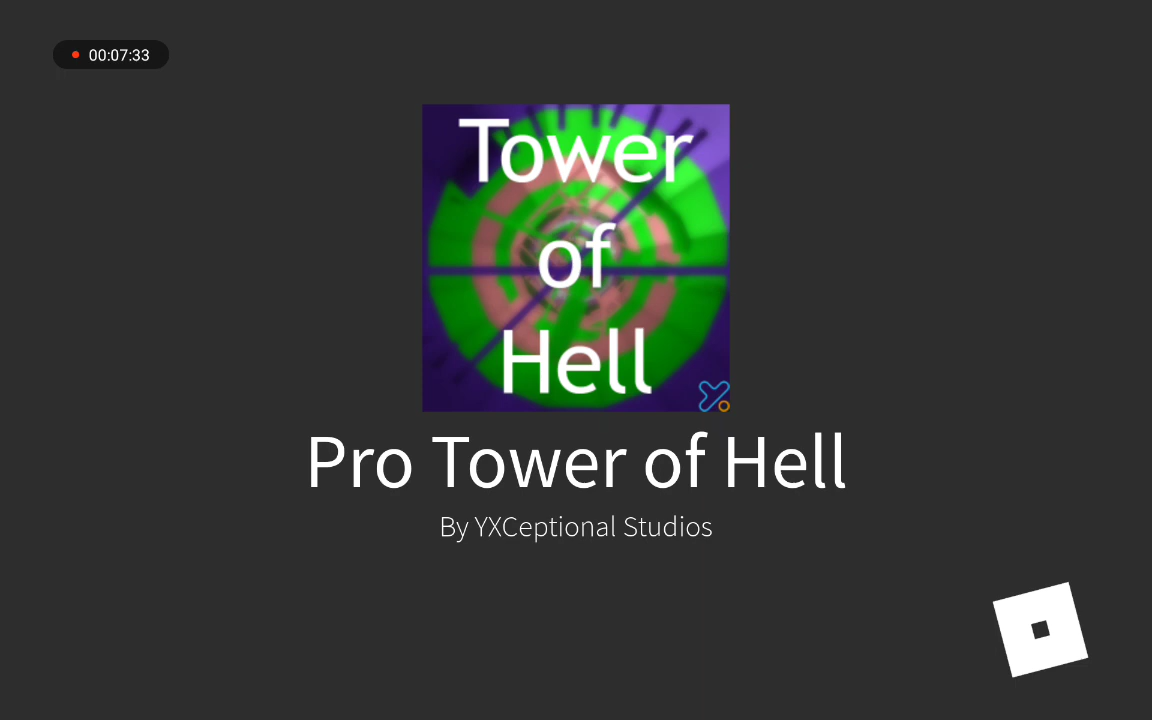 00:07:33
Tower
of
Hell
Pro Tower of Hell
By YXCeptional Studios